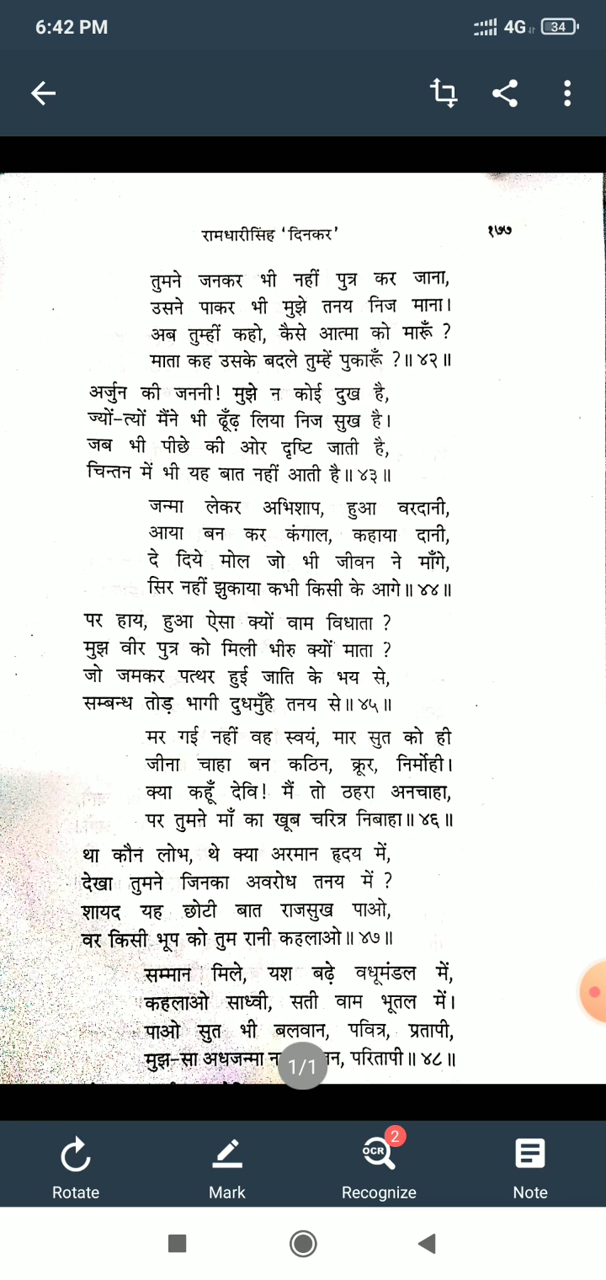 6:42 PM
4G 34
रामधारीसिंह ‘दिनकर’ १७७
तुमने जनकर भी नहीं पुत्र कर जाना,
उसने पाकर भी मुझे तनय निज माना।
अब तुम्हीं कहो, कैसे आत्मा को मारूँ ?
माता कह उसके बदले तुम्हें पुकारूँ ?॥ ४२॥
अर्जुन की जननी! मुझे न कोई दुख है,
ज्यों-त्यों मैंने भी ढूँढ़ लिया निज सुख है।
जब भी पीछे की ओर दृष्टि जाती है,
चिन्तन में भी यह बात नहीं आती है॥ ४३॥
जन्मा लेकर अभिशाप, हुआ वरदानी,
आया बन कर कंगाल, कहाया दानी,
दे दिये मोल जो भी जीवन ने माँगे,
सिर नहीं झुकाया कभी किसी के आगे॥ ४४॥
पर हाय, हुआ ऐसा क्यों वाम विधाता ?
मुझ वीर पुत्र को मिली भीरु क्यों माता ?
जो जमकर पत्थर हुई जाति के भय से,
सम्बन्ध तोड़ भागी दुधमुँहे तनय से॥ ४५॥
मर गई नहीं वह स्वयं, मार सुत को ही
जीना चाहा बन कठिन, क्रूर, निर्मोही।
क्या कहूँ देवि! मैं तो ठहरा अनचाहा,
पर तुमने माँ का खूब चरित्र निबाहा॥ ४६॥
था कौन लोभ, थे क्या अरमान हृदय में,
देखा तुमने जिनका अवरोध तनय में ?
शायद यह छोटी बात राजसुख पाओ,
वर किसी भूप को तुम रानी कहलाओ॥ ४७॥
सम्मान मिले, यश बढ़े वधूमंडल में,
कहलाओ साध्वी, सती वाम भूतल में।
पाओ सुत भी बलवान, पवित्र, प्रतापी,
मुझ-सा अधजन्मा परितापी॥ ४८॥
1/1
2
OCR
Rotate Mark Recognize Note